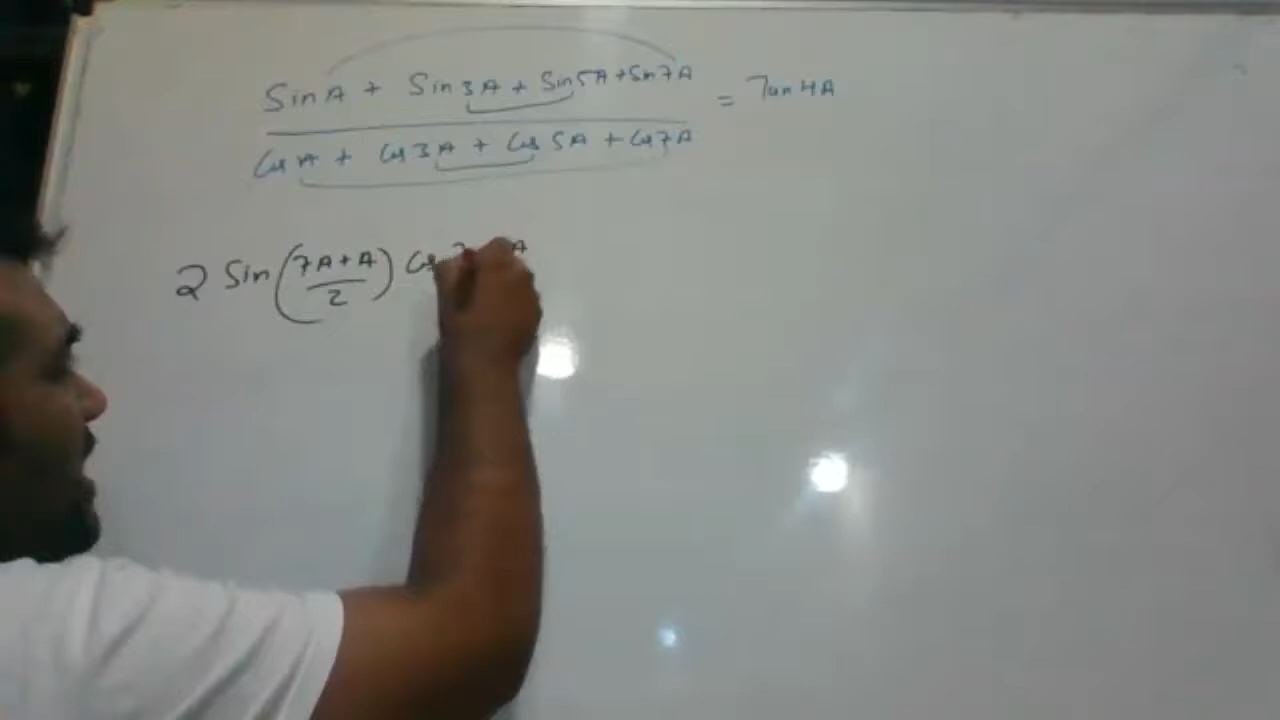 Sin A + Sin 3A + Sin 5A + Sin 7A = Tan 4A
Cos A + Cos 3A + Cos 5A + Cos 7A
2 Sin (7A + A / 2) Cos A